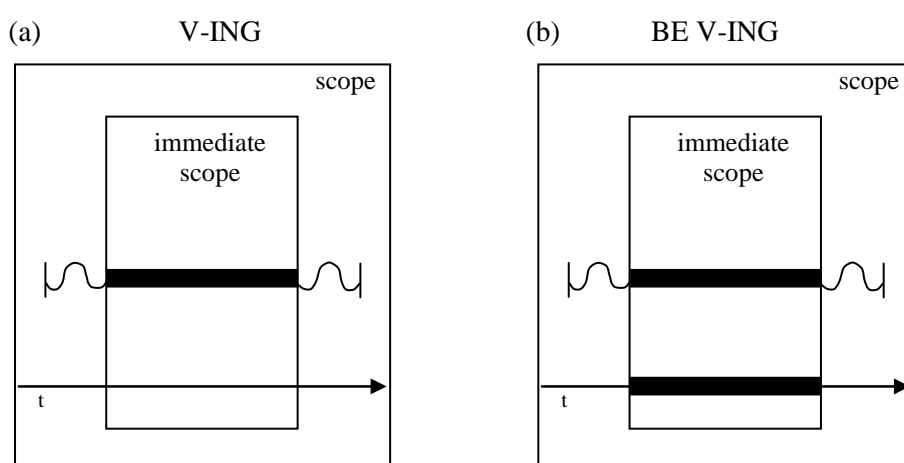 (a) V-ING
scope
immediate
scope
t
(b) BE V-ING
scope
immediate
scope
t